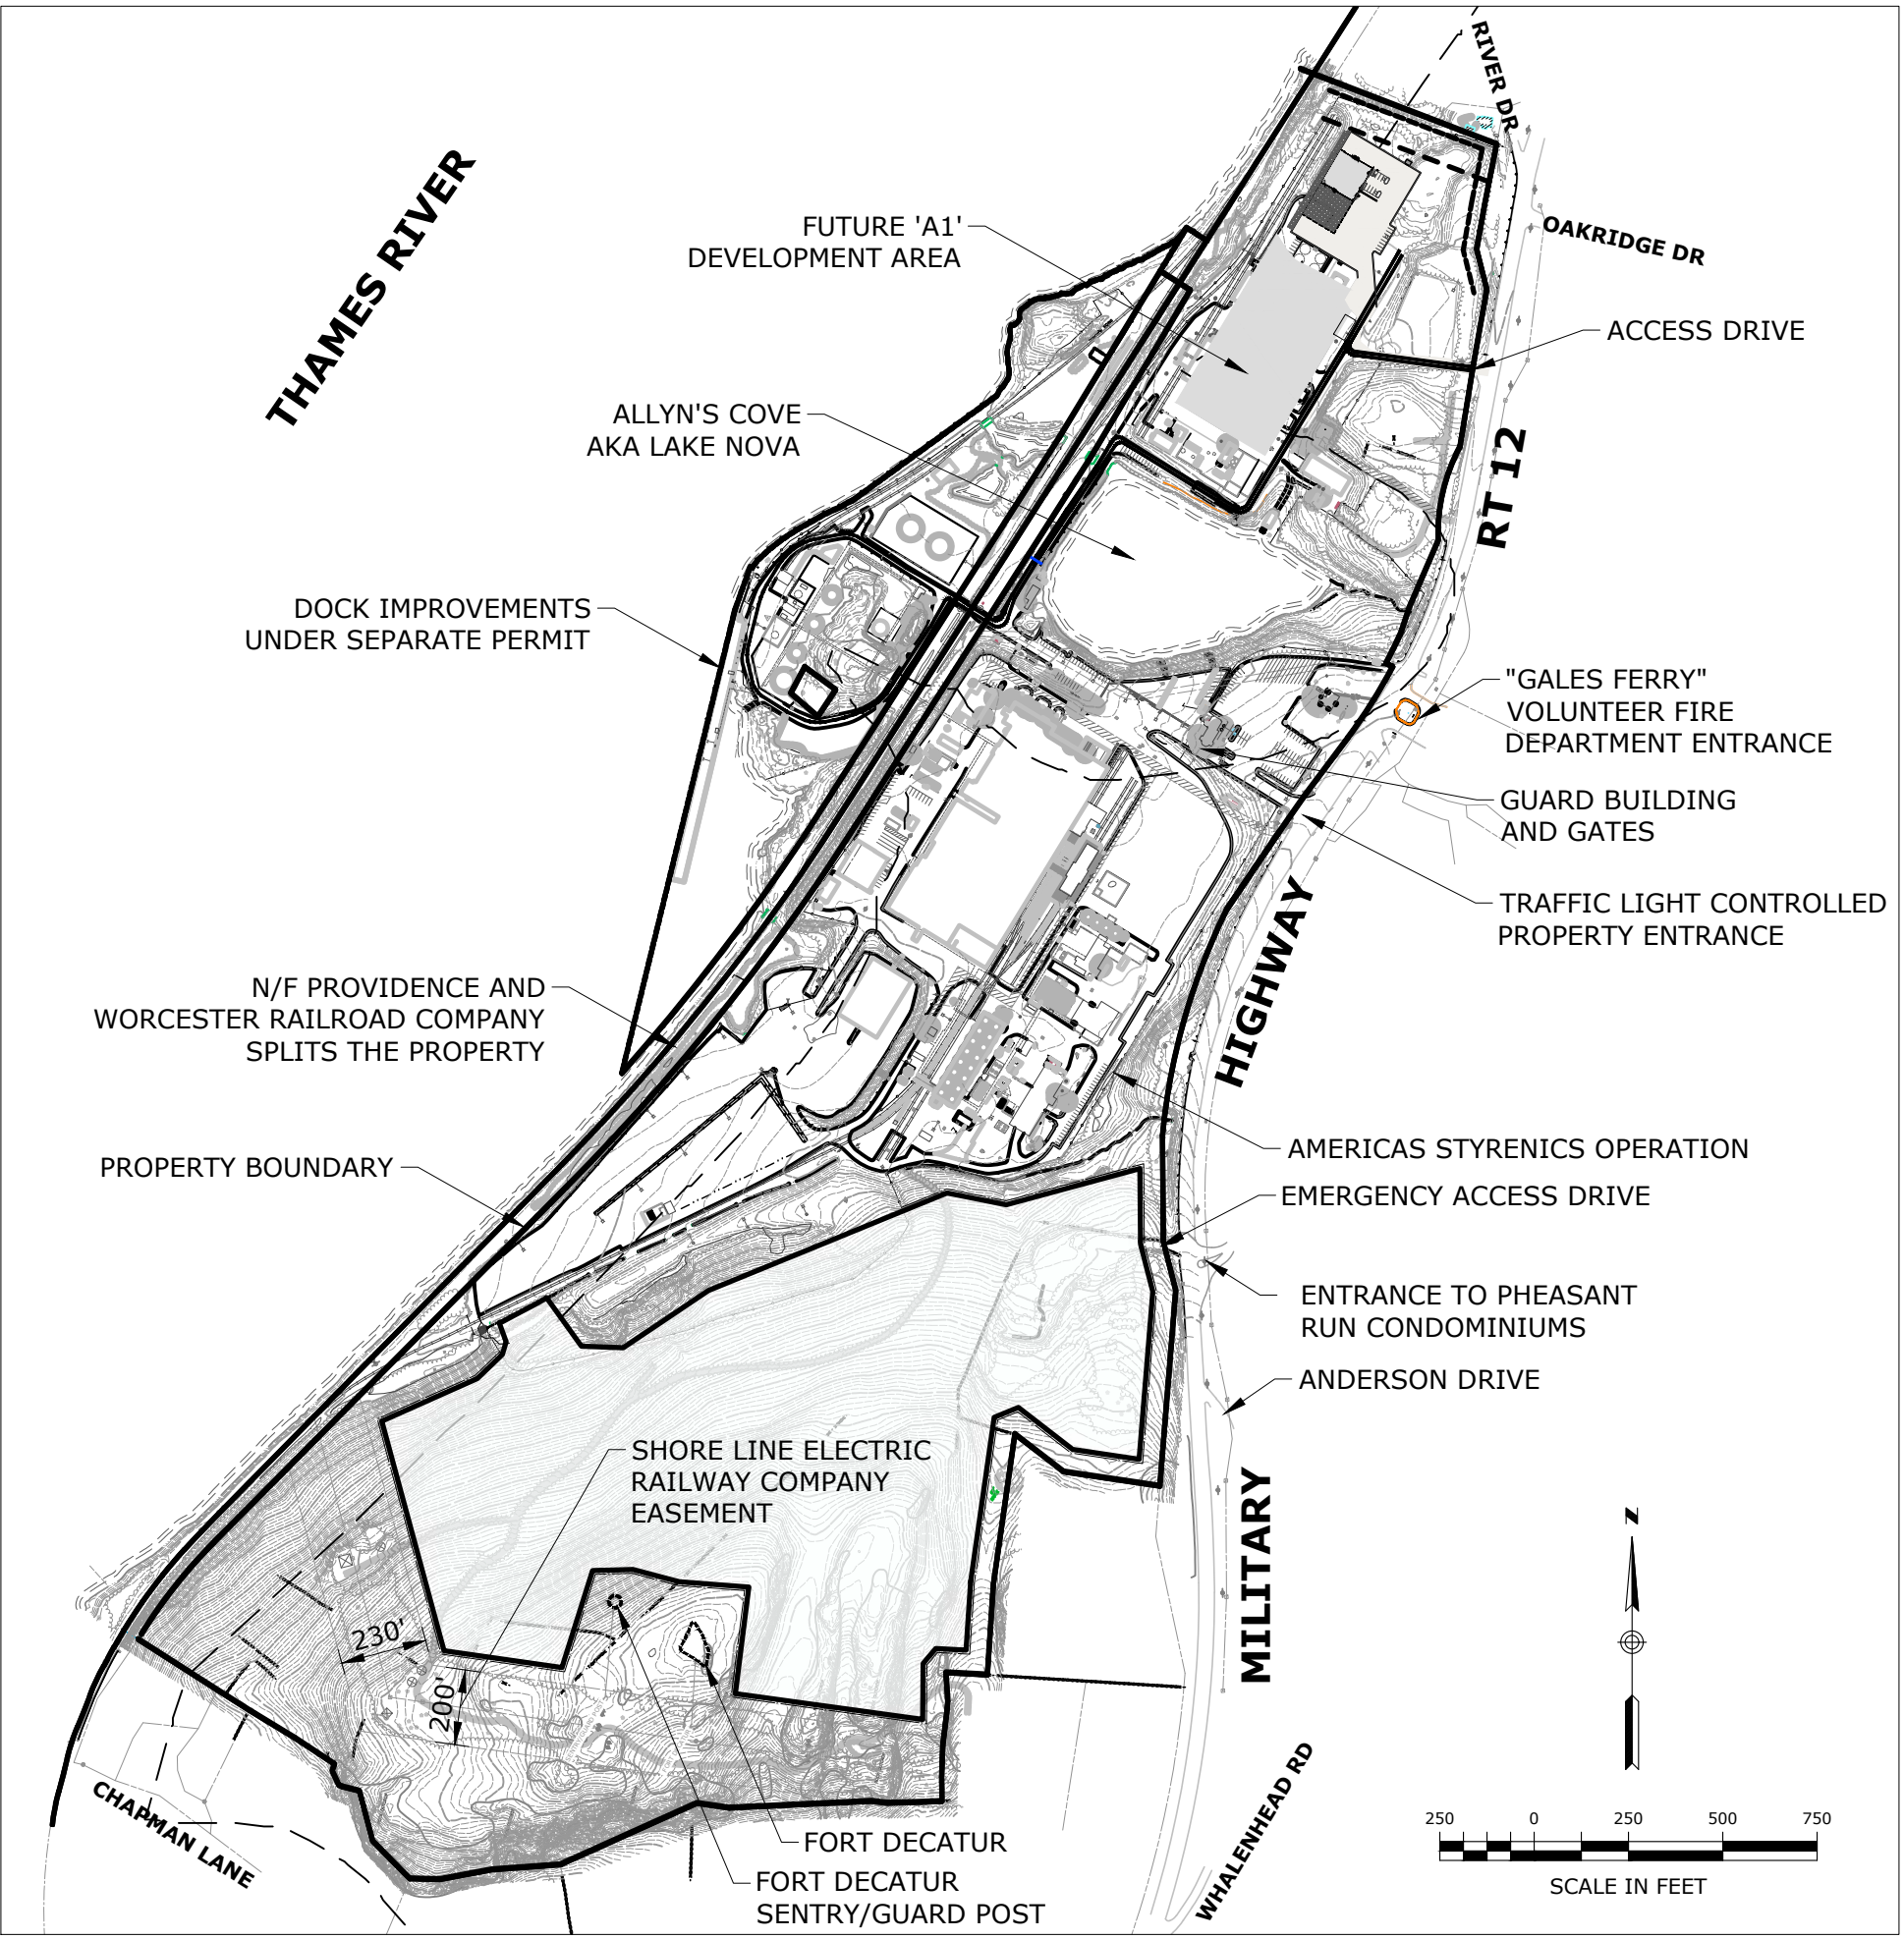 RIVER DR
THAMES RIVER
FUTURE 'A1'
DEVELOPMENT AREA
OAKRIDGE DR
ACCESS DRIVE
ALLYN'S COVE
AKA LAKE NOVA
RT 12
DOCK IMPROVEMENTS
UNDER SEPARATE PERMIT
"GALES FERRY"
VOLUNTEER FIRE
DEPARTMENT ENTRANCE
GUARD BUILDING
AND GATES
TRAFFIC LIGHT CONTROLLED
PROPERTY ENTRANCE
HIGHWAY
N/F PROVIDENCE AND
WORCESTER RAILROAD COMPANY
SPLITS THE PROPERTY
PROPERTY BOUNDARY
AMERICAS STYRENICS OPERATION
EMERGENCY ACCESS DRIVE
ENTRANCE TO PHEASANT
RUN CONDOMINIUMS
ANDERSON DRIVE
SHORE LINE ELECTRIC
RAILWAY COMPANY
EASEMENT
MILITARY
N
230'
200'
CHAPMAN LANE
FORT DECATUR
FORT DECATUR
SENTRY/GUARD POST
WHALENHEAD RD
250 0 250 500 750
SCALE IN FEET